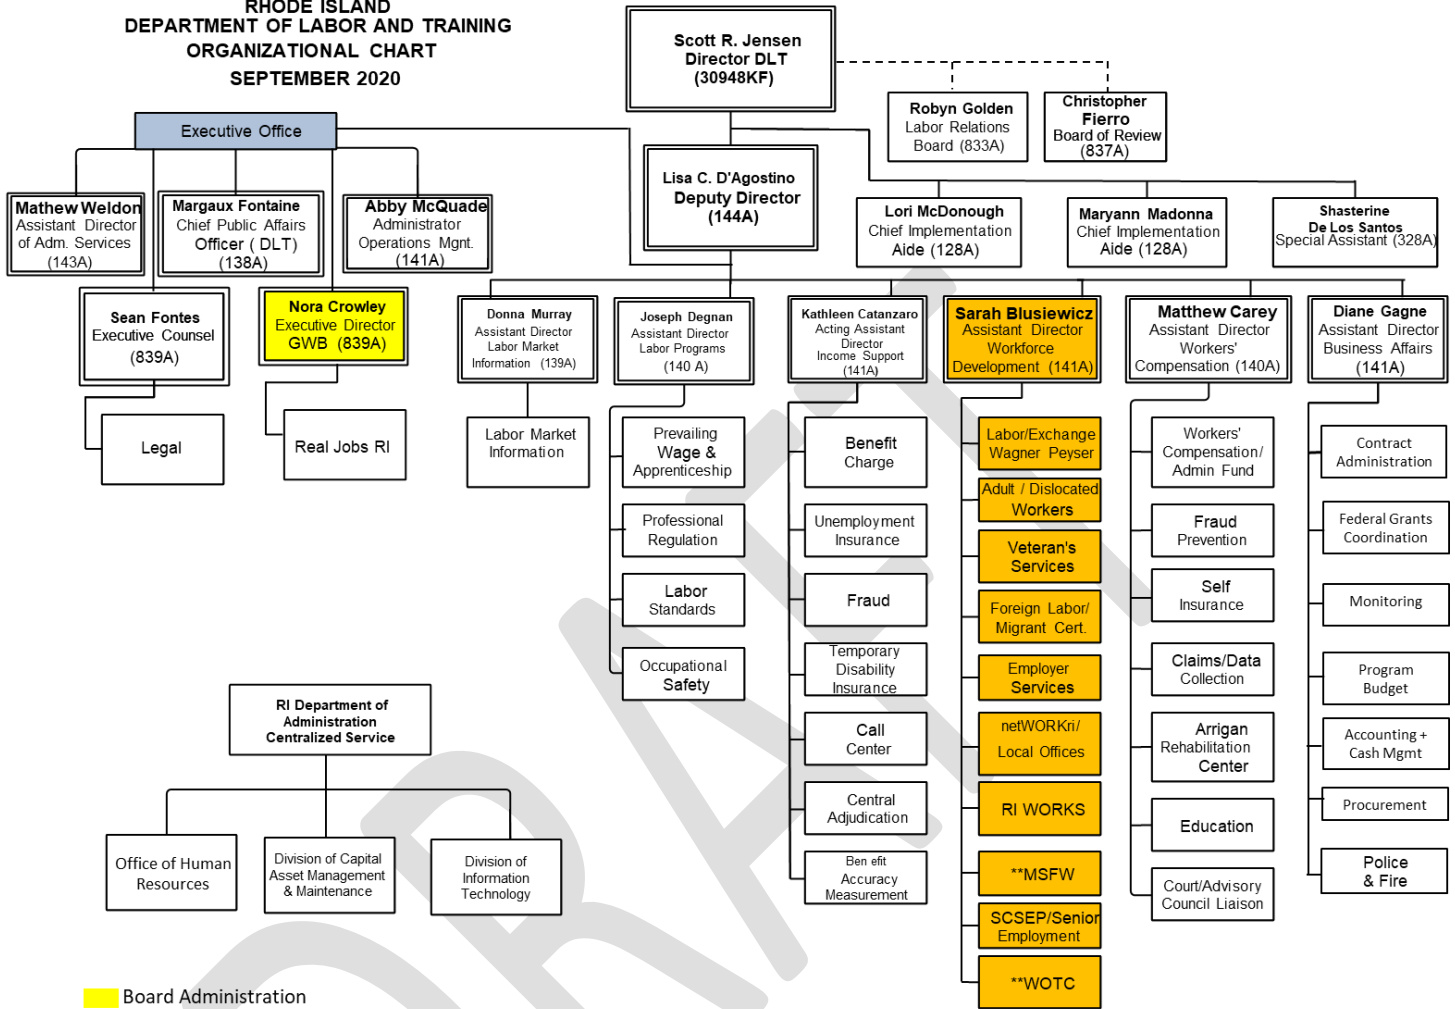 RHODE ISLAND
DEPARTMENT OF LABOR AND TRAINING
ORGANIZATIONAL CHART
SEPTEMBER 2020
Scott R. Jensen
Director DLT
(30948KF)
Robyn Golden
Labor Relations
Board (833A)
Christopher
Fierro
Board of Review
(837A)
Executive Office
Lisa C. D'Agostino
Deputy Director
(144A)
Mathew Weldon
Assistant Director
of Adm. Services
(143A)
Margaux Fontaine
Chief Public Affairs
Officer ( DLT)
(138A)
Abby McQuade
Administrator
Operations Mgnt.
(141A)
Lori McDonough
Chief Implementation
Aide (128A)
Maryann Madonna
Chief Implementation
Aide (128A)
Shasterine
De Los Santos
Special Assistant (328A)
Sean Fontes
Executive Counsel
(839A)
Nora Crowley
Executive Director
GWB (839A)
Donna Murray
Assistant Director
Labor Market
Information (139A)
Joseph Degnan
Assistant Director
Labor Programs
(140 A)
Kathleen Catanzaro
Acting Assistant
Director
Income Support
(141A)
Sarah Blusiewicz
Assistant Director
Workforce
Development (141A)
Matthew Carey
Assistant Director
Workers'
Compensation (140A)
Diane Gagne
Assistant Director
Business Affairs
(141A)
Legal
Real Jobs RI
Labor Market
Information
Prevailing
Wage &
Apprenticeship
Professional
Regulation
Labor
Standards
Occupational
Safety
Benefit
Charge
Unemployment
Insurance
Fraud
Temporary
Disability
Insurance
Call
Center
Central
Adjudication
Ben efit
Accuracy
Measurement
Labor/Exchange
Wagner Peyser
Adult / Dislocated
Workers
Veteran's
Services
Foreign Labor/
Migrant Cert.
Employer
Services
netWORKri/
Local Offices
RI WORKS
**MSFW
SCSEP/Senior
Employment
**WOTC
Workers'
Compensation/
Admin Fund
Fraud
Prevention
Self
Insurance
Claims/Data
Collection
Arrigan
Rehabilitation
Center
Education
Court/Advisory
Council Liaison
Contract
Administration
Federal Grants
Coordination
Monitoring
Program
Budget
Accounting +
Cash Mgmt
Procurement
Police
& Fire
RI Department of
Administration
Centralized Service
Office of Human
Resources
Division of Capital
Asset Management
& Maintenance
Division of
Information
Technology
Board Administration
DRAFT